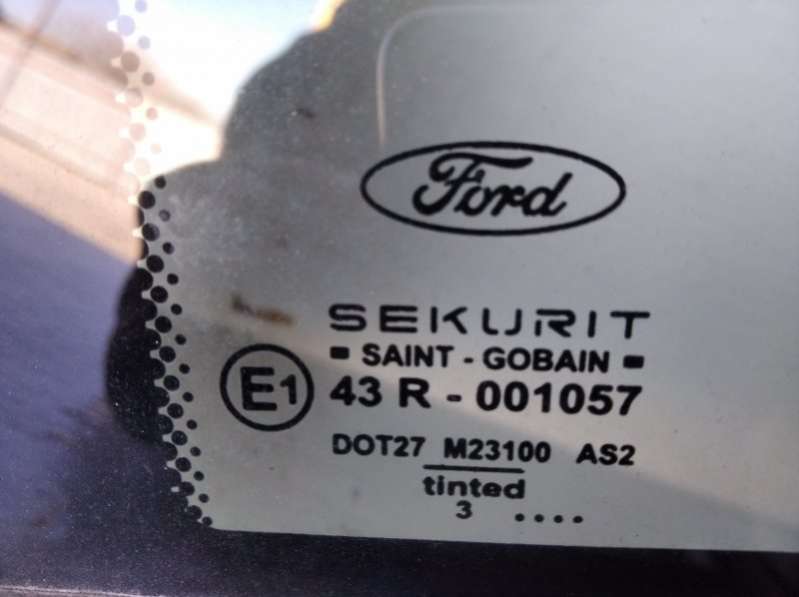 Ford
SEKURIT
SAINT - GOBAIN
E1 43 R - 001057
DOT27 M23100 AS2
tinted
3 ....